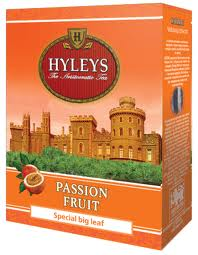 H
HYLEYS
The Aristocratic Tea
PASSION
FRUIT
Special big leaf